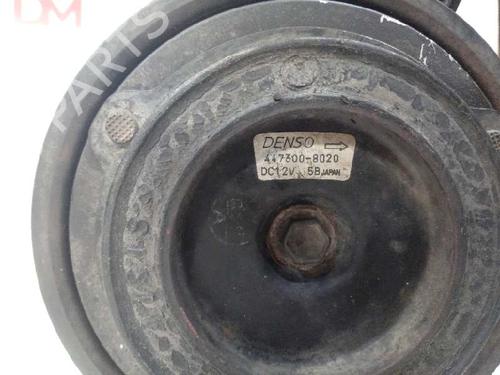 DM
PARTS
DENSO
447300-8020
DC12V 5B JAPAN